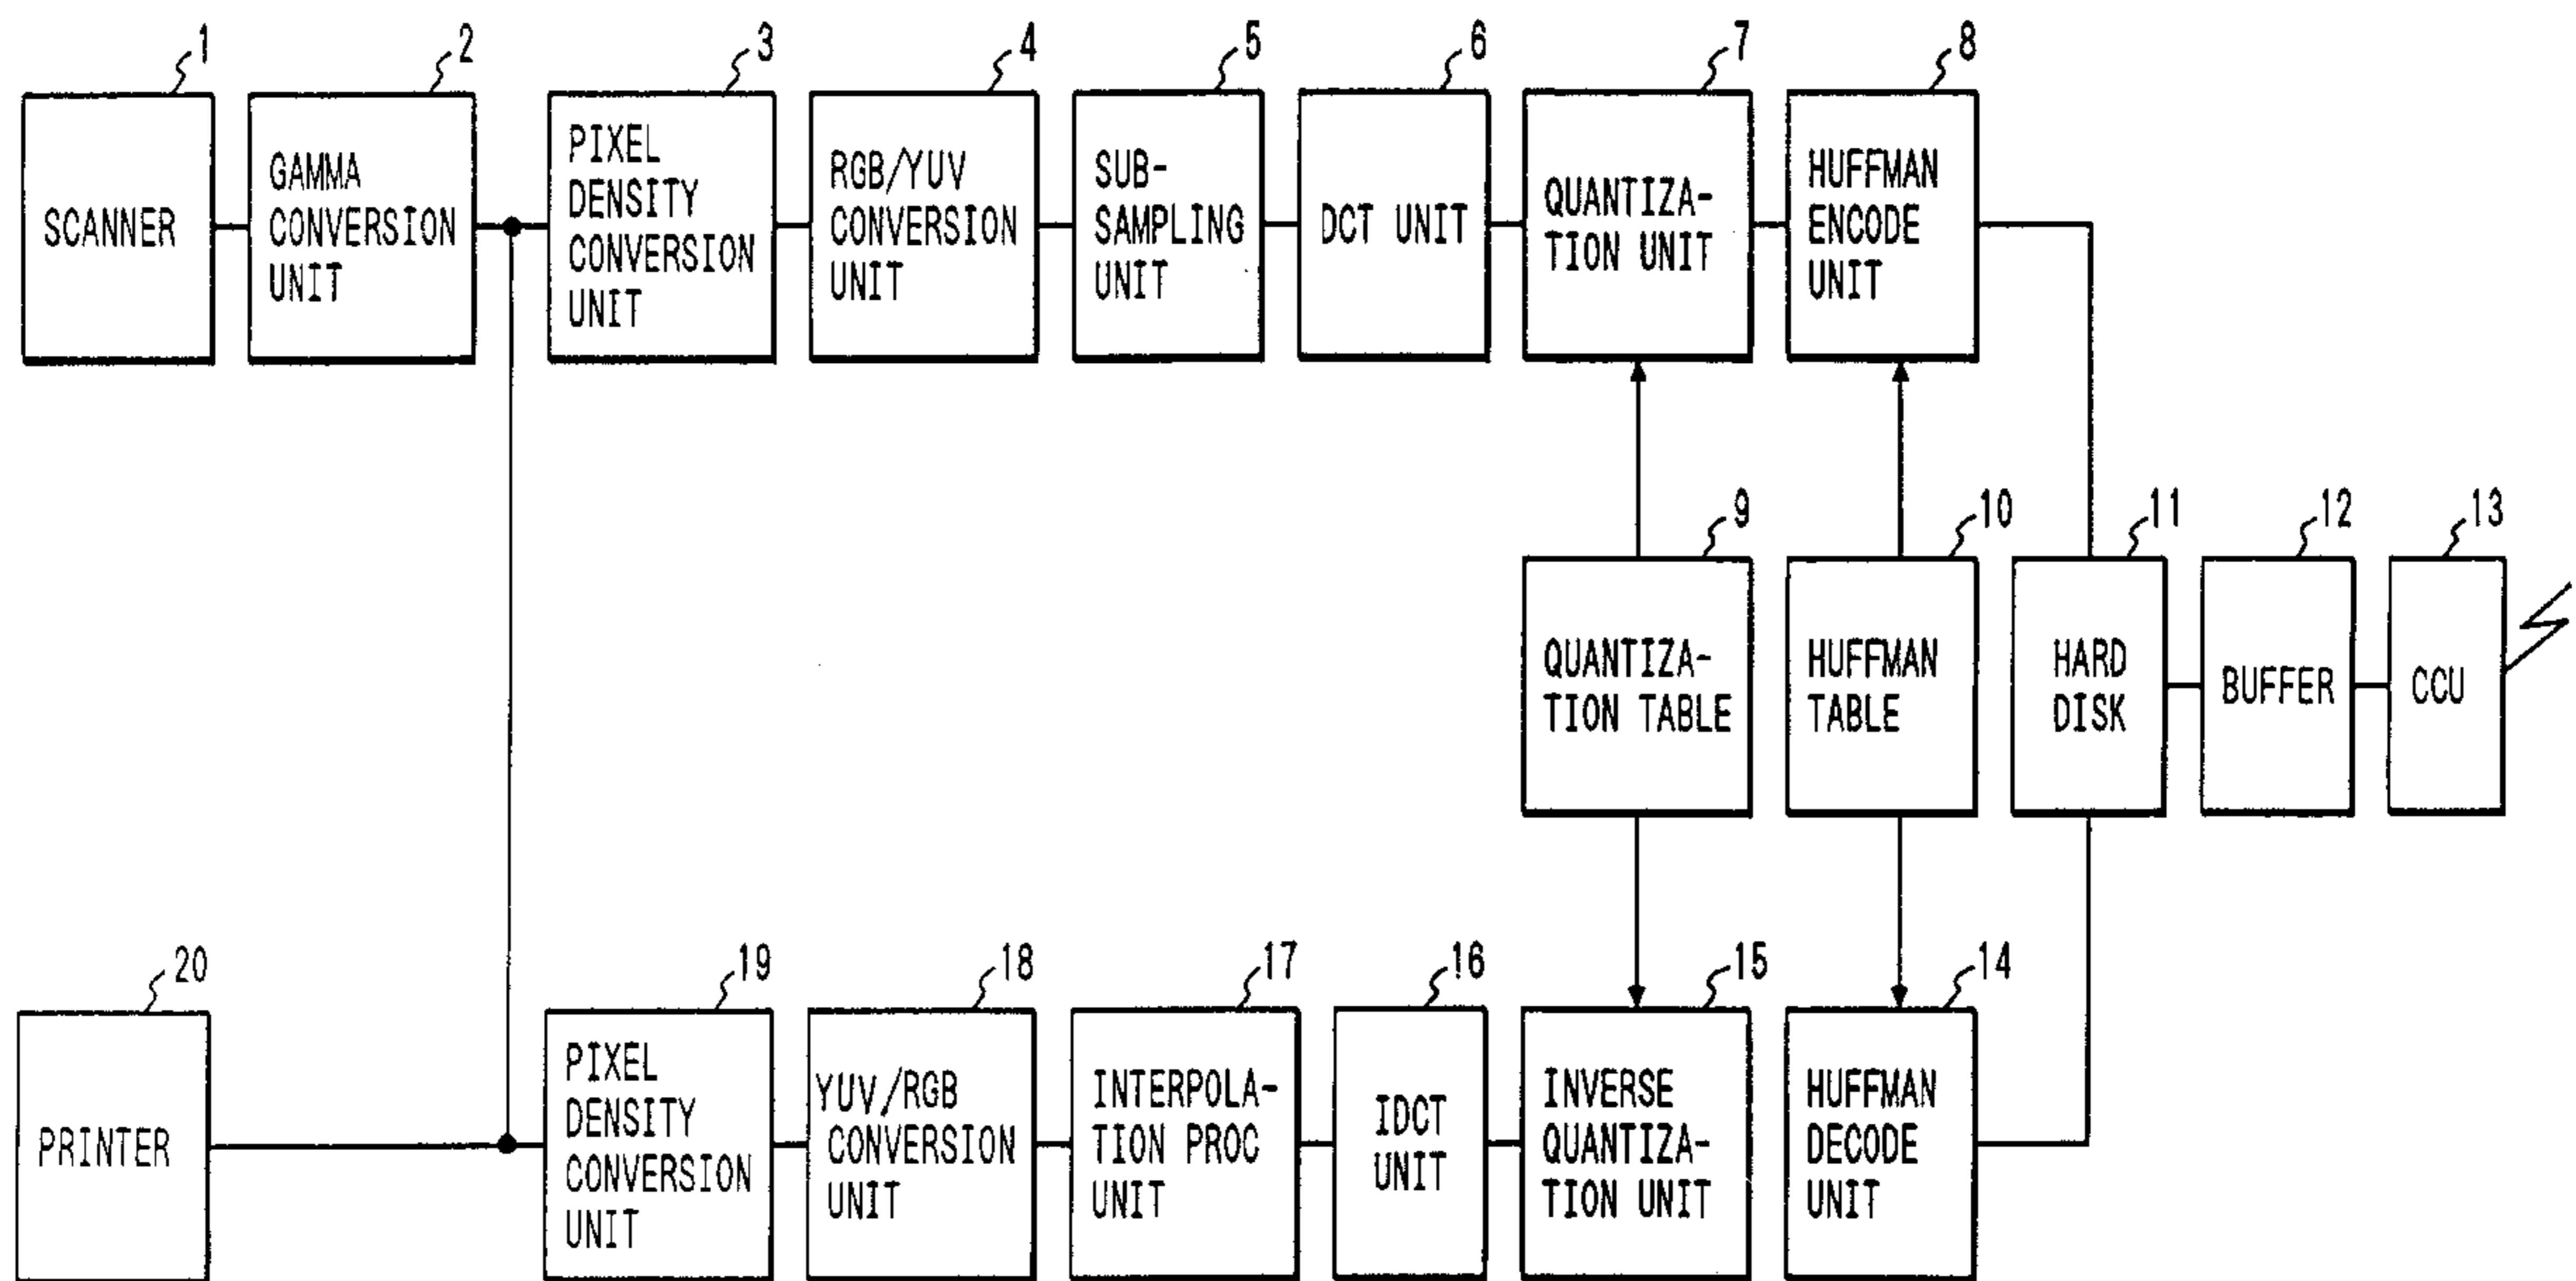 1
2
3
4
5
6
7
8
SCANNER
GAMMA
CONVERSION
UNIT
PIXEL
DENSITY
CONVERSION
UNIT
RGB/YUV
CONVERSION
UNIT
SUB-
SAMPLING
UNIT
DCT UNIT
QUANTIZA-
TION UNIT
HUFFMAN
ENCODE
UNIT
9
10
11
12
13
QUANTIZA-
TION TABLE
HUFFMAN
TABLE
HARD
DISK
BUFFER
CCU
20
19
18
17
16
15
14
PRINTER
PIXEL
DENSITY
CONVERSION
UNIT
YUV/RGB
CONVERSION
UNIT
INTERPOLA-
TION PROC
UNIT
IDCT
UNIT
INVERSE
QUANTIZA-
TION UNIT
HUFFMAN
DECODE
UNIT